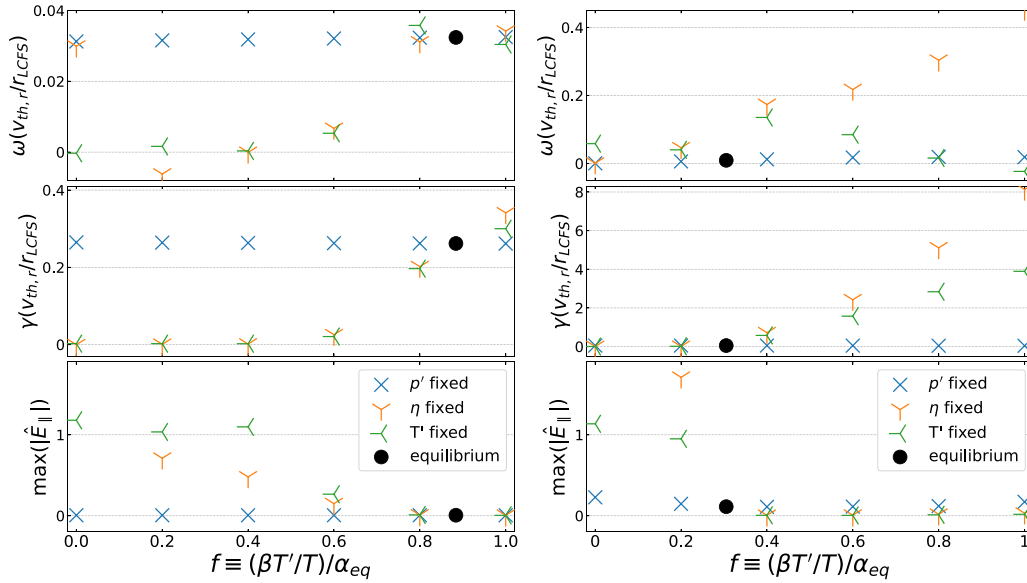 0.04
ω(v_{th, r}/r_{LCFS})
0.02
0
0.4
γ(v_{th, r}/r_{LCFS})
0.2
0
max(|Ê_∥|)
1
0
p′ fixed
η fixed
T' fixed
equilibrium
0.0 0.2 0.4 0.6 0.8 1.0
f ≡ (βT′/T)/α_{eq}
0.4
ω(v_{th, r}/r_{LCFS})
0.2
0
8
γ(v_{th, r}/r_{LCFS})
6
4
2
0
max(|Ê_∥|)
1
0
p′ fixed
η fixed
T' fixed
equilibrium
0 0.2 0.4 0.6 0.8 1
f ≡ (βT′/T)/α_{eq}